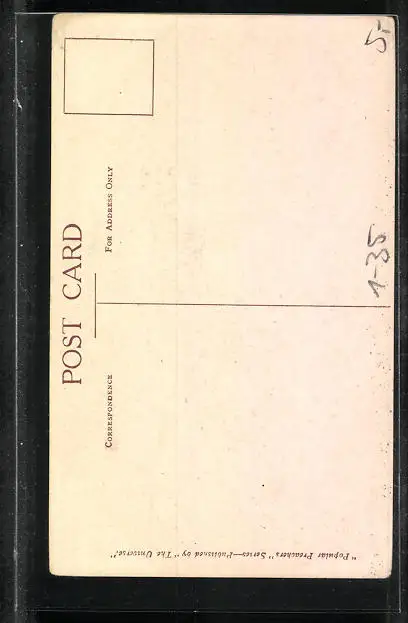 POST CARD
CORRESPONDENCE
FOR ADDRESS ONLY
"Popular Preachers" Series—Published by "The Universe."
5-
1-35